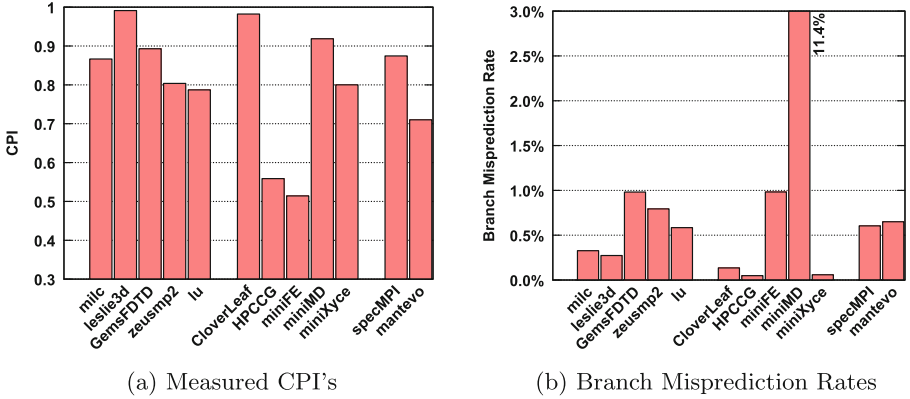 1
0.9
0.8
0.7
0.6
0.5
0.4
0.3
CPI
milc
leslie3d
GemsFDTD
zeusmp2
lu
CloverLeaf
HPCCG
miniFE
miniMD
miniXyce
specMPI
mantevo
(a) Measured CPI's
3.0%
2.5%
2.0%
1.5%
1.0%
0.5%
0.0%
Branch Misprediction Rate
11.4%
milc
leslie3d
GemsFDTD
zeusmp2
lu
CloverLeaf
HPCCG
miniFE
miniMD
miniXyce
specMPI
mantevo
(b) Branch Misprediction Rates